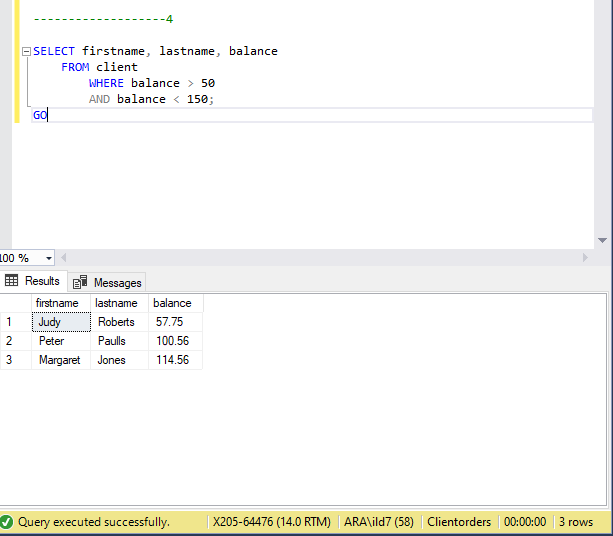 -------------------4
SELECT firstname, lastname, balance
FROM client
WHERE balance > 50
AND balance < 150;
GO
100 %
Results Messages
firstname lastname balance
1 Judy Roberts 57.75
2 Peter Paulls 100.56
3 Margaret Jones 114.56
Query executed successfully. X205-64476 (14.0 RTM) ARA\ild7 (58) Clientorders 00:00:00 3 rows